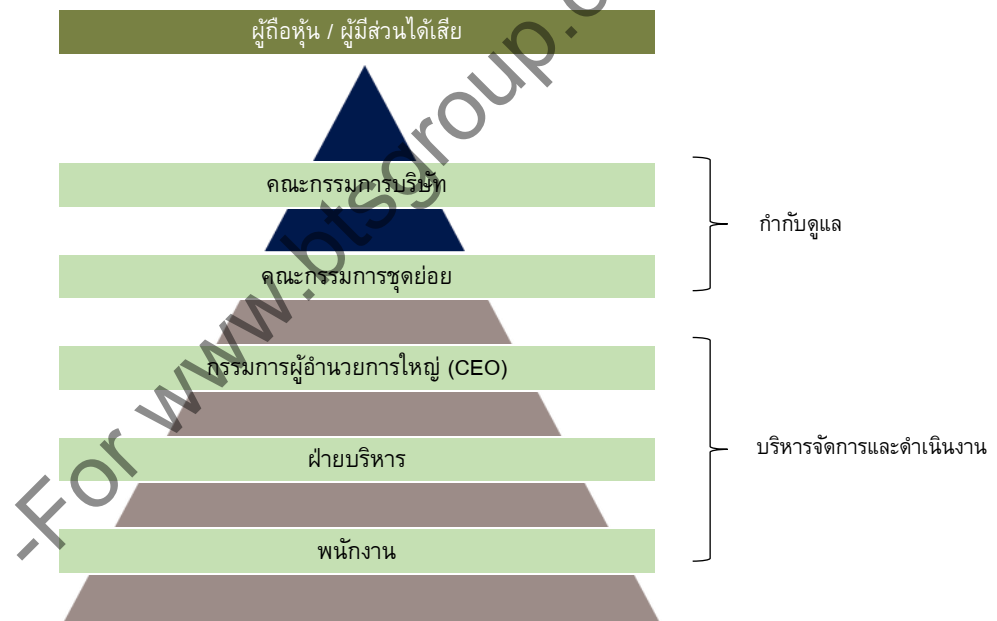 ผู้ถือหุ้น / ผู้มีส่วนได้เสีย
คณะกรรมการบริษัท
กำกับดูแล
คณะกรรมการชุดย่อย
กรรมการผู้อำนวยการใหญ่ (CEO)
บริหารจัดการและดำเนินงาน
ฝ่ายบริหาร
พนักงาน
-For www.btsgroup.c